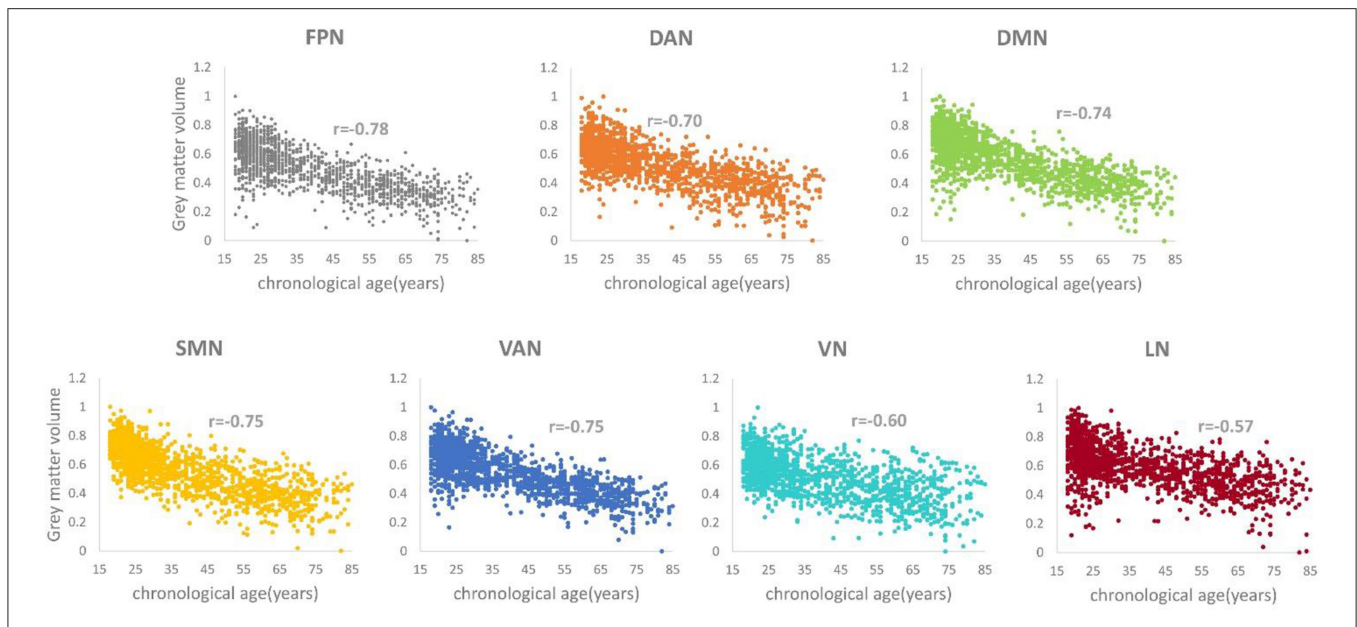 FPN
DAN
DMN
Grey matter volume
1.2
1
0.8
0.6
0.4
0.2
0
r=-0.78
15 25 35 45 55 65 75 85
chronological age(years)
1.2
1
0.8
0.6
0.4
0.2
0
r=-0.70
15 25 35 45 55 65 75 85
chronological age(years)
1.2
1
0.8
0.6
0.4
0.2
0
r=-0.74
15 25 35 45 55 65 75 85
chronological age(years)
SMN
VAN
VN
LN
Grey matter volume
1.2
1
0.8
0.6
0.4
0.2
0
r=-0.75
15 25 35 45 55 65 75 85
chronological age(years)
1.2
1
0.8
0.6
0.4
0.2
0
r=-0.75
15 25 35 45 55 65 75 85
chronological age(years)
1.2
1
0.8
0.6
0.4
0.2
0
r=-0.60
15 25 35 45 55 65 75 85
chronological age(years)
1.2
1
0.8
0.6
0.4
0.2
0
r=-0.57
15 25 35 45 55 65 75 85
chronological age(years)